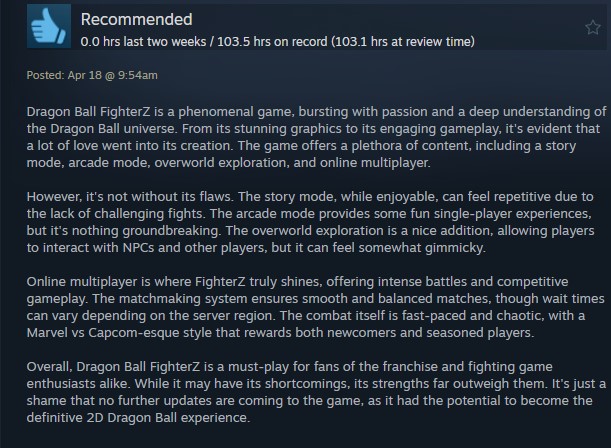 Recommended
0.0 hrs last two weeks / 103.5 hrs on record (103.1 hrs at review time)
Posted: Apr 18 @ 9:54am
Dragon Ball FighterZ is a phenomenal game, bursting with passion and a deep understanding of
the Dragon Ball universe. From its stunning graphics to its engaging gameplay, it's evident that
a lot of love went into its creation. The game offers a plethora of content, including a story
mode, arcade mode, overworld exploration, and online multiplayer.
However, it's not without its flaws. The story mode, while enjoyable, can feel repetitive due to
the lack of challenging fights. The arcade mode provides some fun single-player experiences,
but it's nothing groundbreaking. The overworld exploration is a nice addition, allowing players
to interact with NPCs and other players, but it can feel somewhat gimmicky.
Online multiplayer is where FighterZ truly shines, offering intense battles and competitive
gameplay. The matchmaking system ensures smooth and balanced matches, though wait times
can vary depending on the server region. The combat itself is fast-paced and chaotic, with a
Marvel vs Capcom-esque style that rewards both newcomers and seasoned players.
Overall, Dragon Ball FighterZ is a must-play for fans of the franchise and fighting game
enthusiasts alike. While it may have its shortcomings, its strengths far outweigh them. It's just a
shame that no further updates are coming to the game, as it had the potential to become the
definitive 2D Dragon Ball experience.